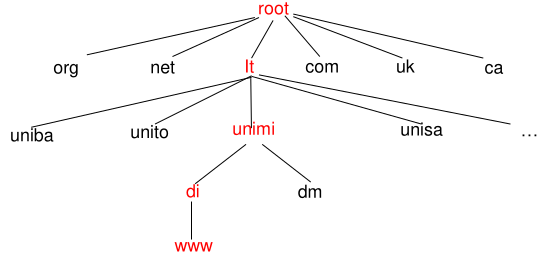 root
org net It com uk ca
uniba unito unimi unisa ...
di dm
www